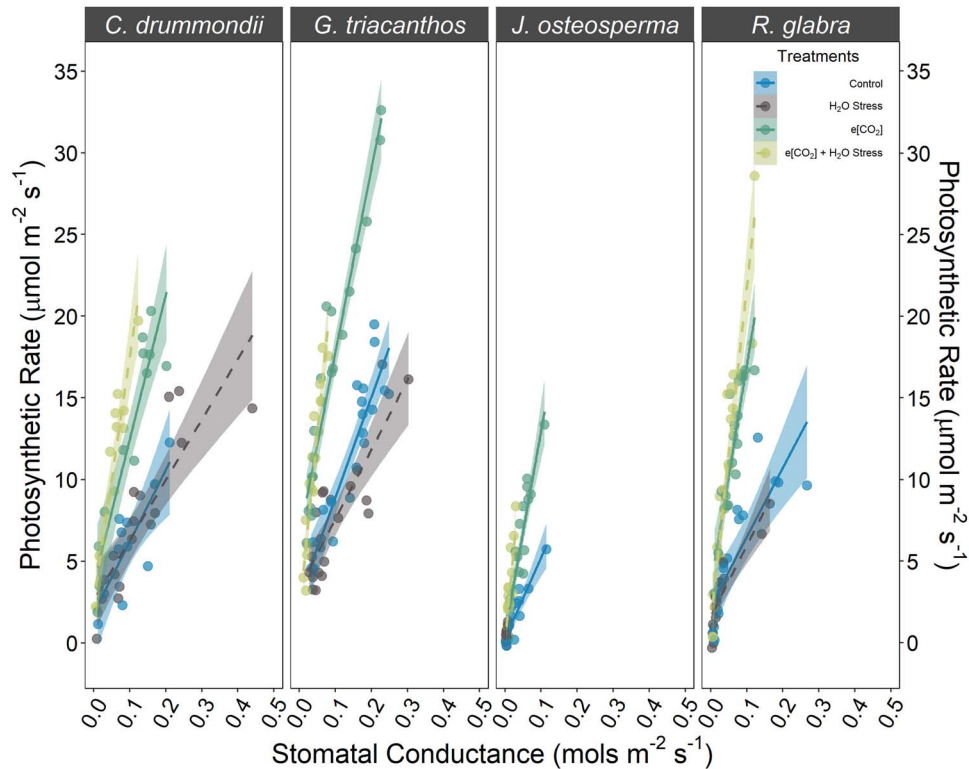 C. drummondii
G. triacanthos
J. osteosperma
R. glabra
Treatments
Control
H₂O Stress
e[CO₂]
e[CO₂] + H₂O Stress
35
30
25
20
15
10
5
0
Photosynthetic Rate (μmol m⁻² s⁻¹)
35
30
25
20
15
10
5
0
Photosynthetic Rate (μmol m⁻² s⁻¹)
0.0 0.1 0.2 0.3 0.4 0.5
0.0 0.1 0.2 0.3 0.4 0.5
0.0 0.1 0.2 0.3 0.4 0.5
0.0 0.1 0.2 0.3 0.4 0.5
Stomatal Conductance (mols m⁻² s⁻¹)